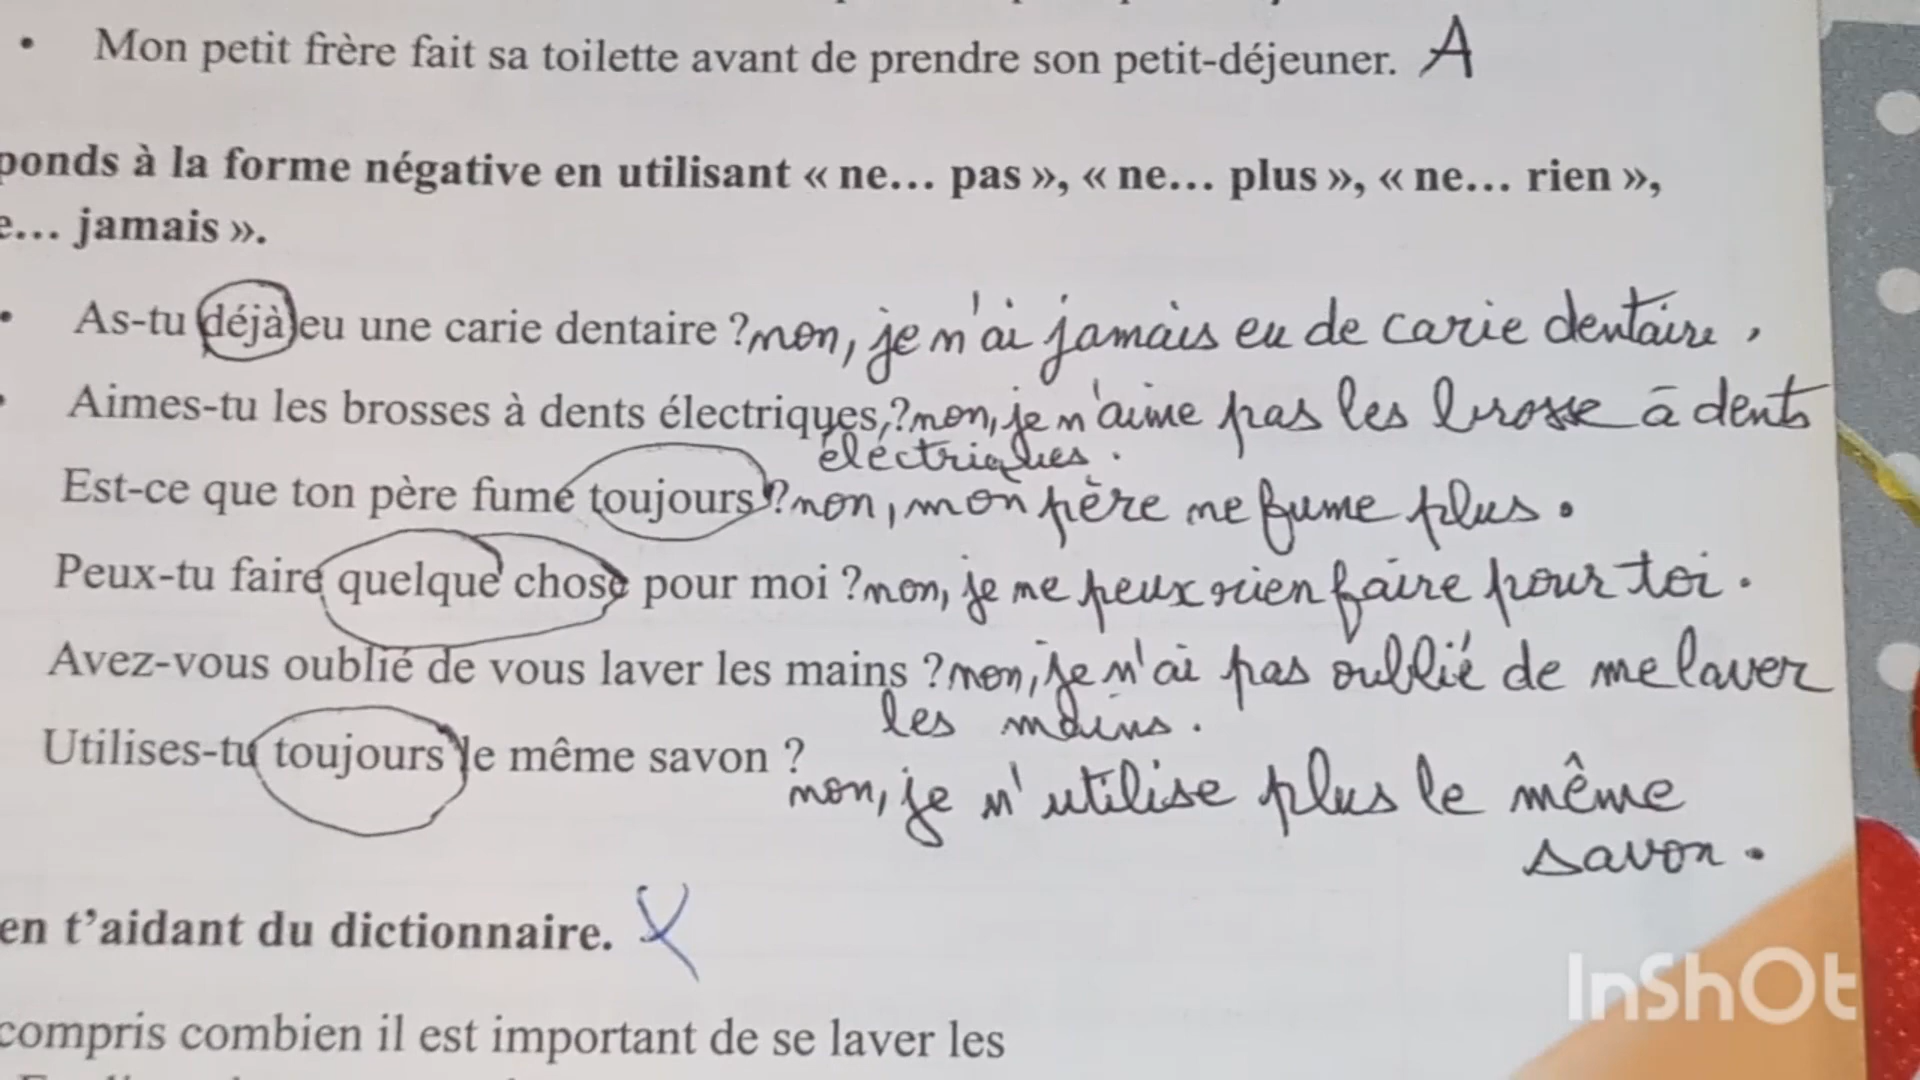 • Mon petit frère fait sa toilette avant de prendre son petit-déjeuner. A
ponds à la forme négative en utilisant « ne... pas », « ne... plus », « ne... rien »,
e... jamais ».
• As-tu déjà eu une carie dentaire ? non, je n'ai jamais eu de carie dentaire,
• Aimes-tu les brosses à dents électriques,? non, je n'aime pas les brosse à dents
électriques.
Est-ce que ton père fume toujours ? non, mon père ne fume plus.
Peux-tu faire quelque chose pour moi ? non, je ne peux rien faire pour toi.
Avez-vous oublié de vous laver les mains ? non, je n'ai pas oublié de me laver
les mains.
Utilises-tu toujours le même savon ?
non, je n'utilise plus le même
savon.
en t'aidant du dictionnaire.
compris combien il est important de se laver les
InShOt